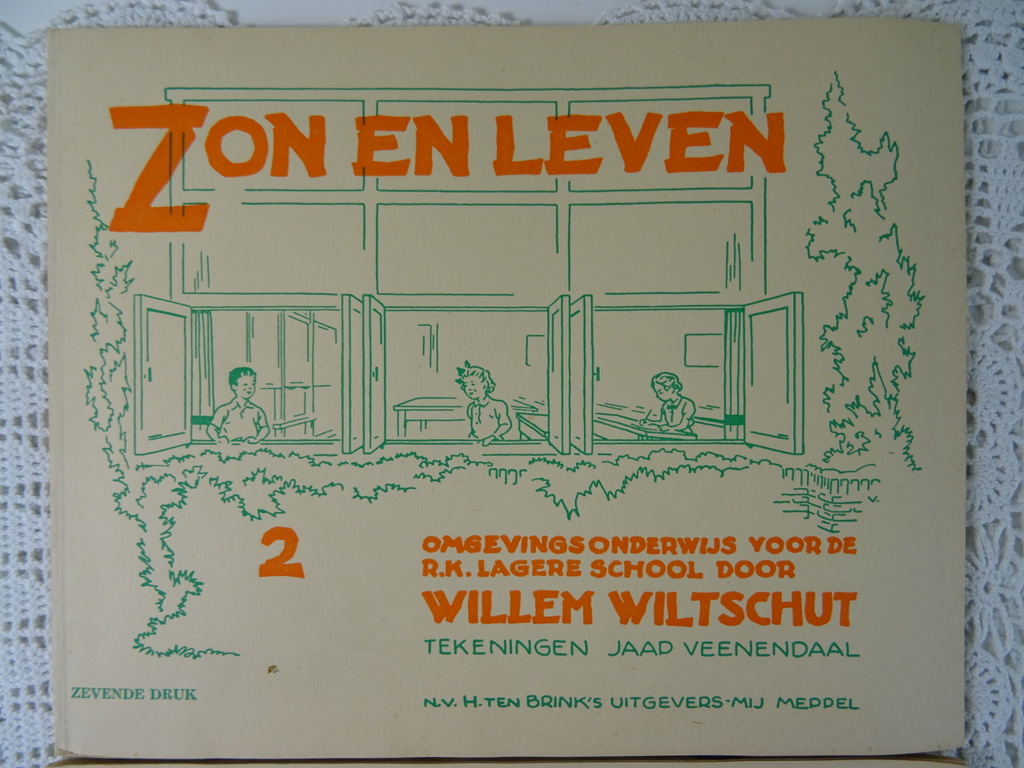 ZON EN LEVEN
2
OMGEVINGSONDERWIJS VOOR DE
R.K. LAGERE SCHOOL DOOR
WILLEM WILTSCHUT
TEKENINGEN JAAP VEENENDAAL
ZEVENDE DRUK
N.V. H. TEN BRINK'S UITGEVERS-MIJ MEPPEL